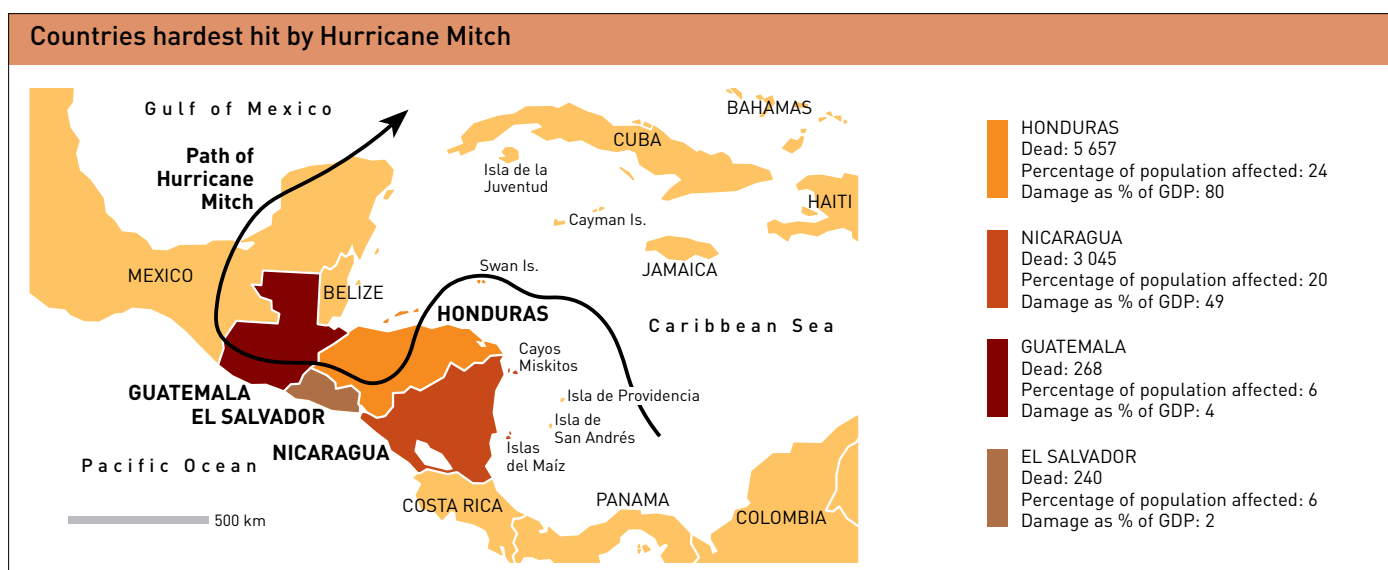 Countries hardest hit by Hurricane Mitch
Gulf of Mexico
BAHAMAS
CUBA
Path of
Hurricane
Mitch
Isla de la
Juventud
HAITI
Cayman Is.
MEXICO
JAMAICA
Swan Is.
BELIZE
HONDURAS
Caribbean Sea
Cayos
Miskitos
GUATEMALA
EL SALVADOR
Isla de Providencia
Isla de
San Andrés
NICARAGUA
Islas
del Maíz
Pacific Ocean
COSTA RICA
PANAMA
COLOMBIA
500 km
HONDURAS
Dead: 5 657
Percentage of population affected: 24
Damage as % of GDP: 80
NICARAGUA
Dead: 3 045
Percentage of population affected: 20
Damage as % of GDP: 49
GUATEMALA
Dead: 268
Percentage of population affected: 6
Damage as % of GDP: 4
EL SALVADOR
Dead: 240
Percentage of population affected: 6
Damage as % of GDP: 2